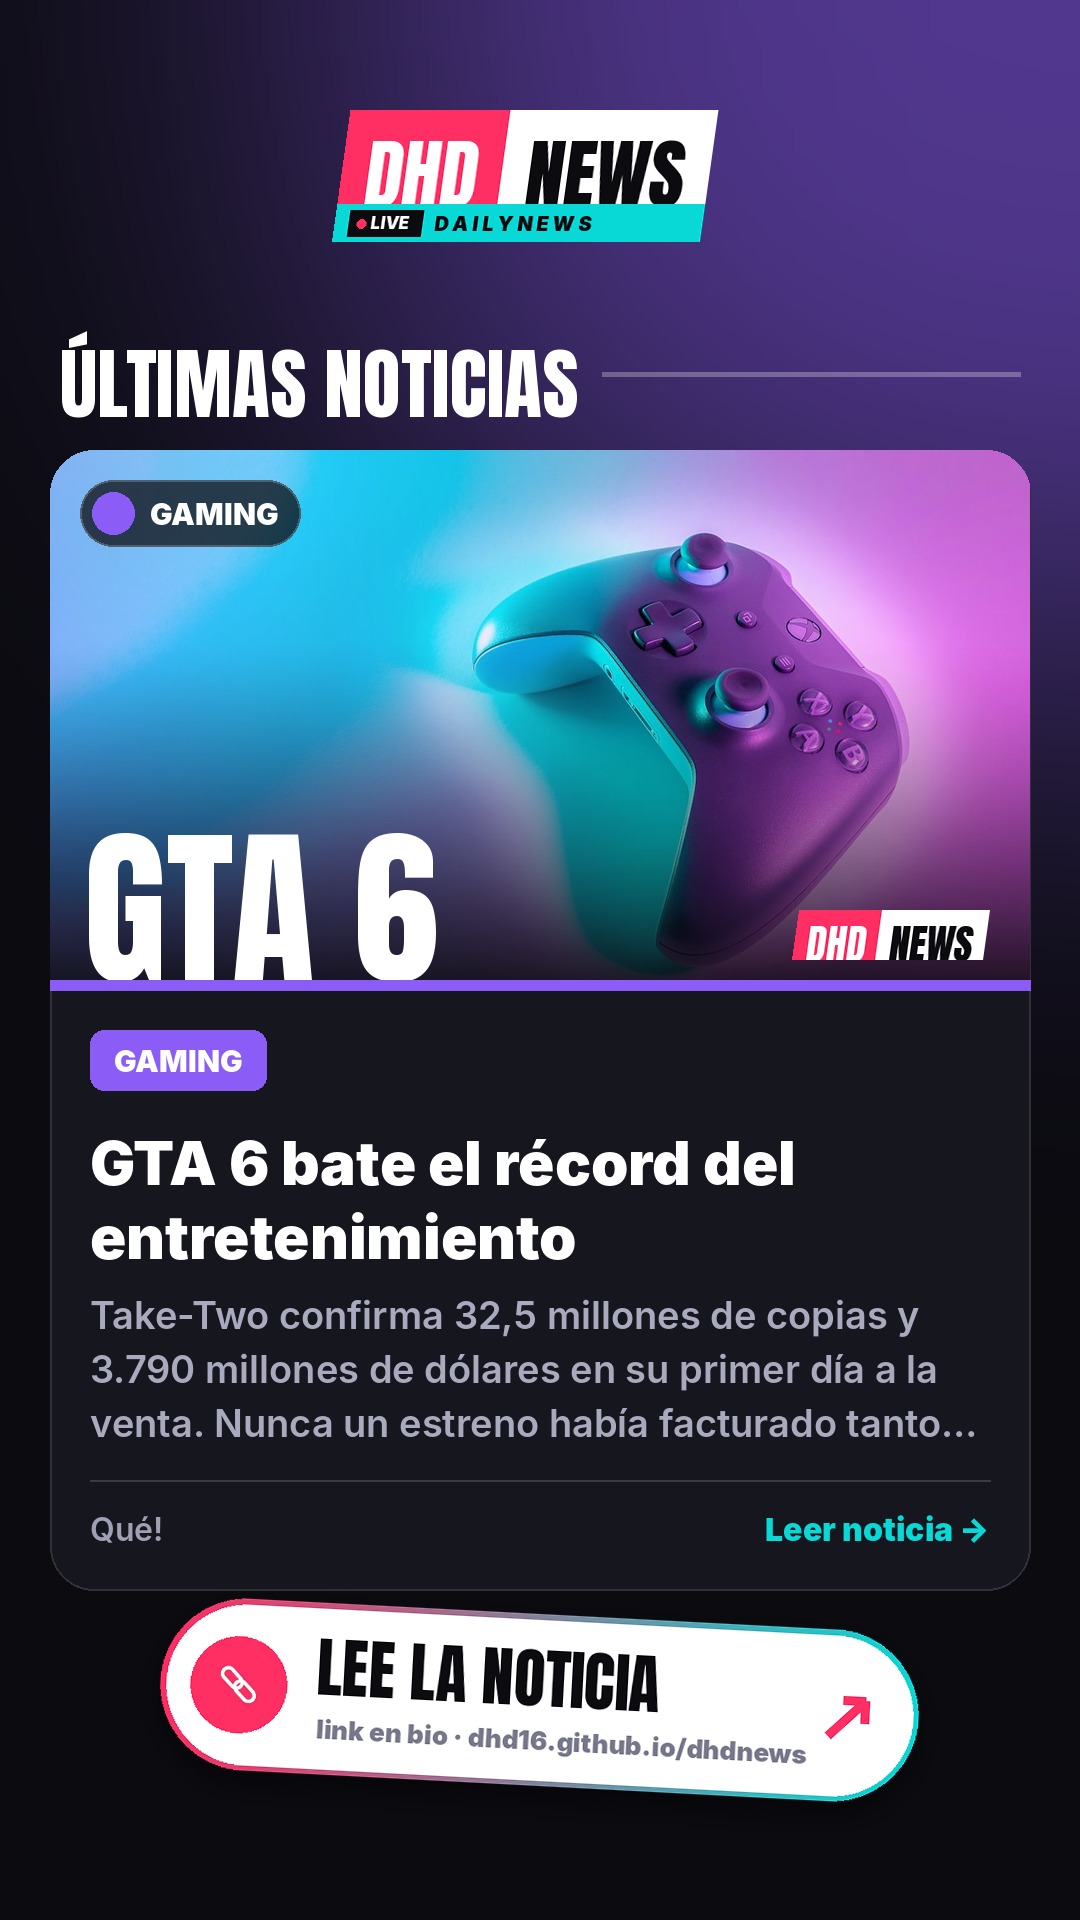 DHD NEWS
LIVE DAILYNEWS
ÚLTIMAS NOTICIAS
GAMING
GTA 6
DHD NEWS
GAMING
GTA 6 bate el récord del
entretenimiento
Take-Two confirma 32,5 millones de copias y
3.790 millones de dólares en su primer día a la
venta. Nunca un estreno había facturado tanto...
Qué!
Leer noticia →
LEE LA NOTICIA
link en bio · dhd16.github.io/dhdnews